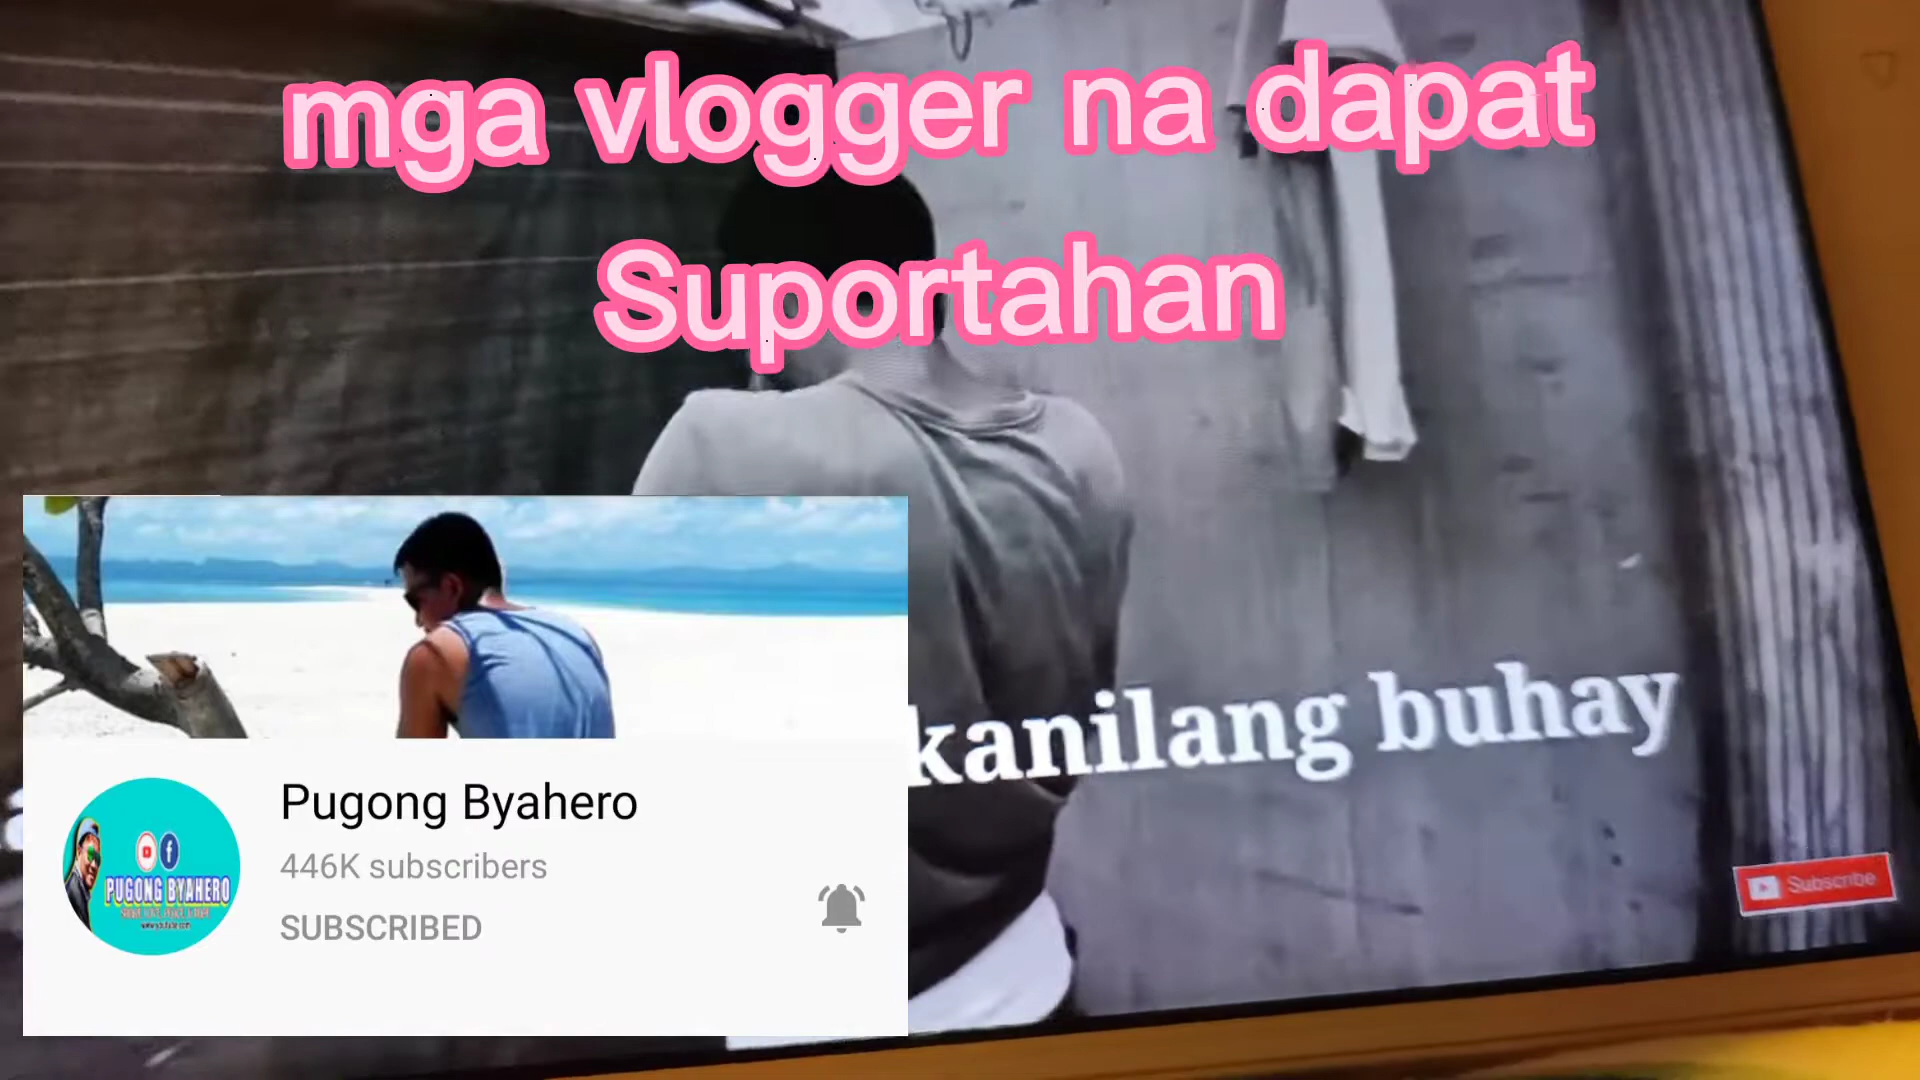 mga vlogger na dapat
Suportahan
kanilang buhay
Subscribe
Pugong Byahero
446K subscribers
SUBSCRIBED
PUGONG BYAHERO